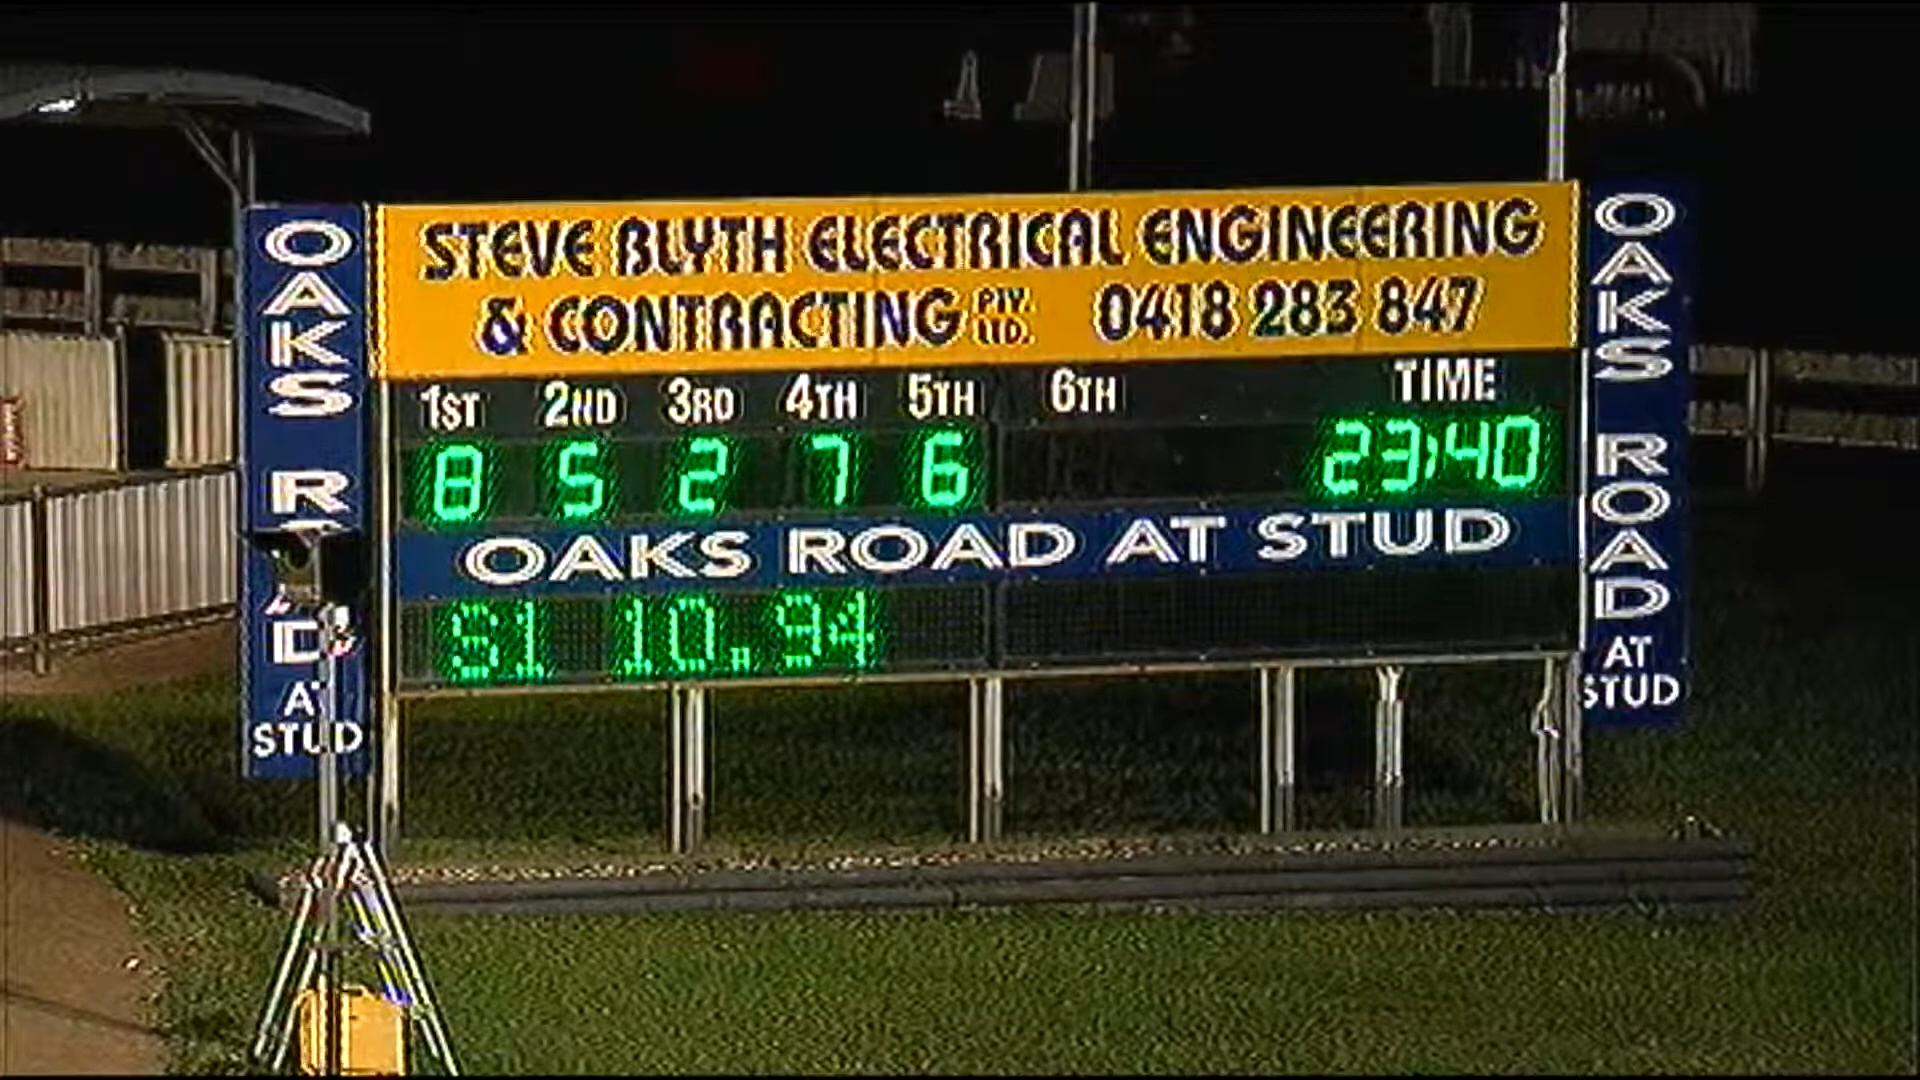 STEVE BLYTH ELECTRICAL ENGINEERING
& CONTRACTING PTY. LTD. 0418 283 847
1ST 2ND 3RD 4TH 5TH 6TH TIME
8 5 2 7 6 23:40
OAKS ROAD AT STUD
S1 10.94
OAKS R D AT STUD
OAKS ROAD AT STUD